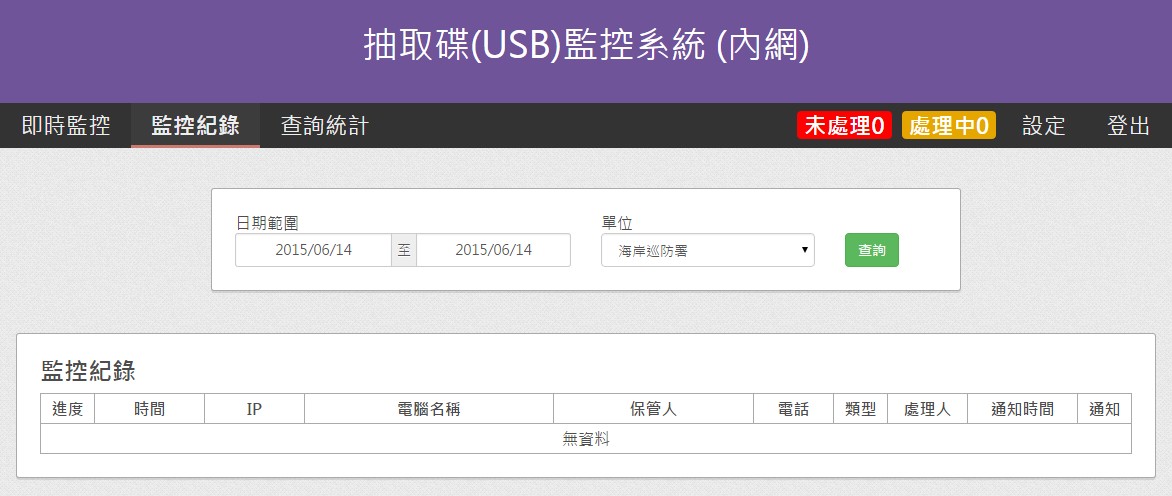 抽取碟(USB)監控系統 (內網)
即時監控 監控紀錄 查詢統計 未處理0 處理中0 設定 登出
日期範圍 單位
2015/06/14 至 2015/06/14 海岸巡防署 查詢
監控紀錄
進度 時間 IP 電腦名稱 保管人 電話 類型 處理人 通知時間 通知
無資料